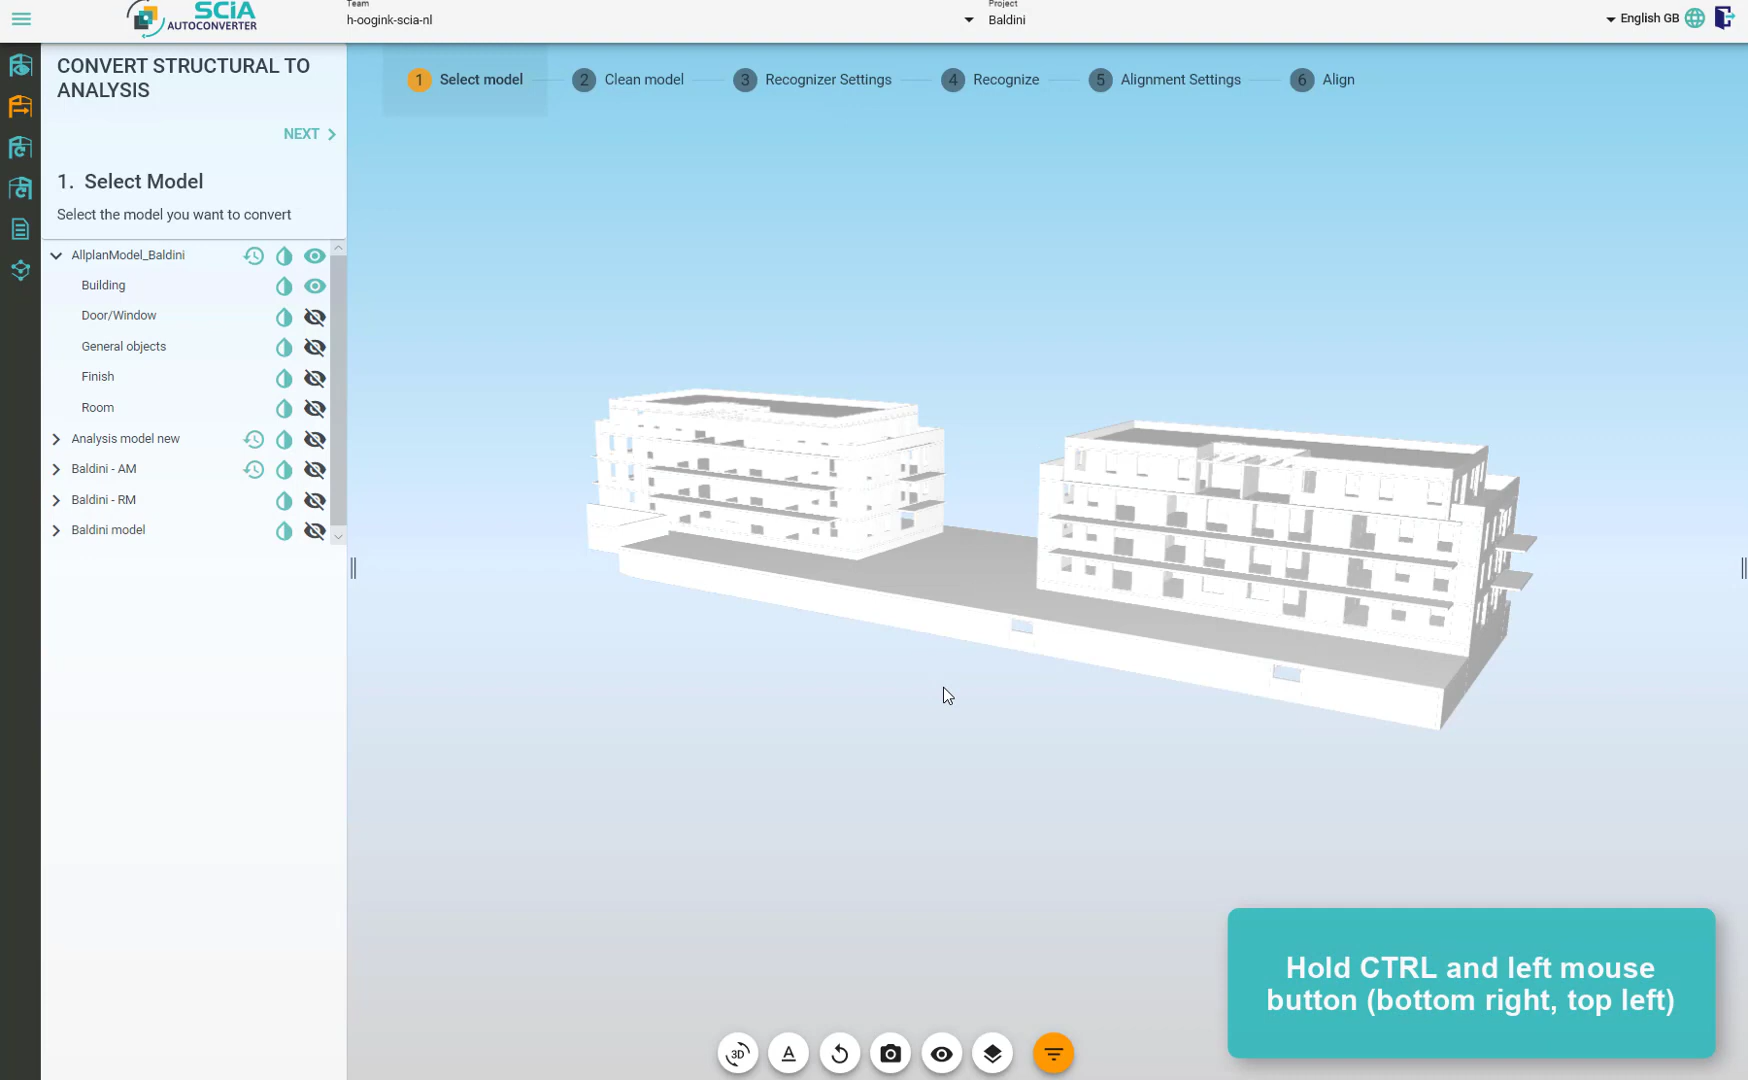 SCiA
AUTOCONVERTER
Team
h-oogink-scia-nl
Project
Baldini
English GB
CONVERT STRUCTURAL TO
ANALYSIS
NEXT
1. Select Model
Select the model you want to convert
AllplanModel_Baldini
Building
Door/Window
General objects
Finish
Room
Analysis model new
Baldini - AM
Baldini - RM
Baldini model
1 Select model
2 Clean model
3 Recognizer Settings
4 Recognize
5 Alignment Settings
6 Align
Hold CTRL and left mouse
button (bottom right, top left)
3D
A